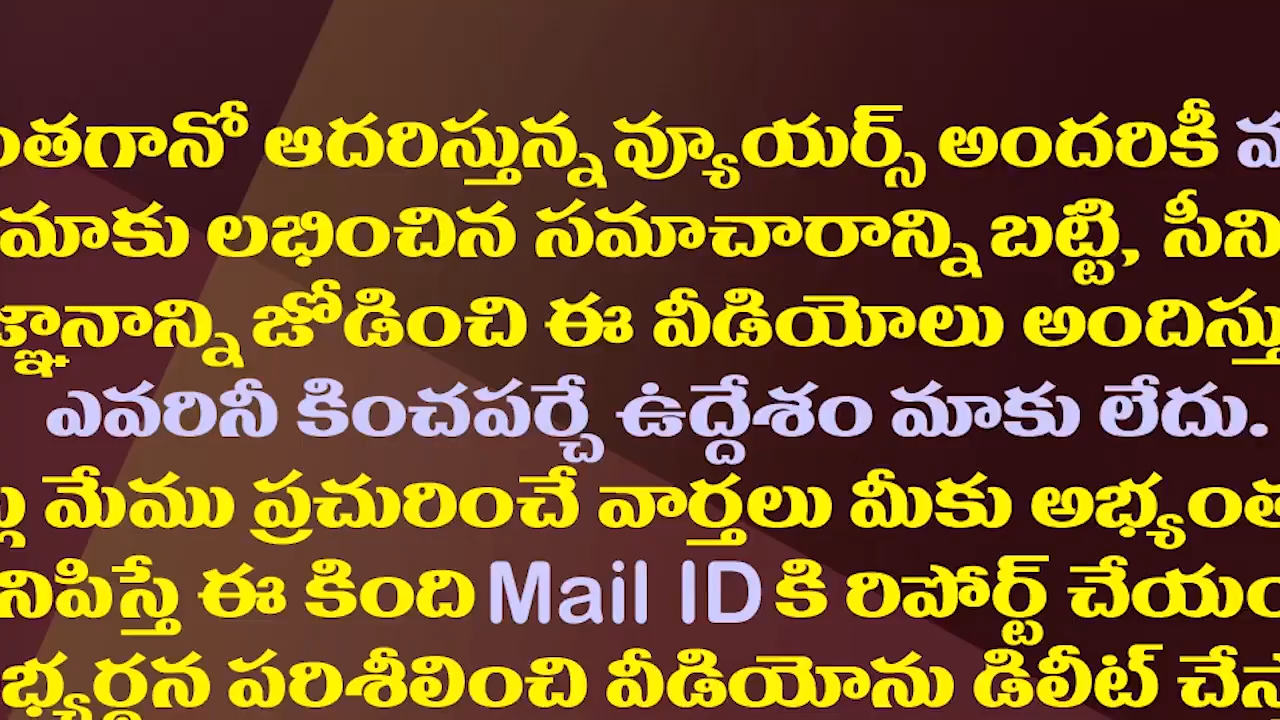 ఆదరిస్తున్న వ్యూయర్స్ అందరికీ
మాకు లభించిన సమాచారాన్ని బట్టి,
జోడించి ఈ వీడియోలు
ఎవరినీ కించపర్చే ఉద్దేశం మాకు లేదు.
మేము ప్రచురించే వార్తలు మీకు
ఈ కింది Mail ID కి రిపోర్ట్
పరిశీలించి వీడియోను డిలీట్